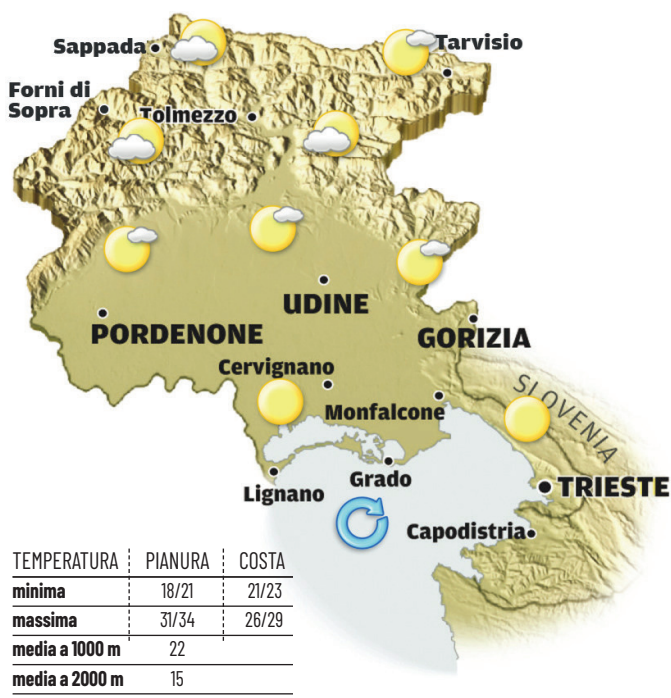 Sappada
Tarvisio
Forni di
Sopra
Tolmezzo
UDINE
PORDENONE
GORIZIA
Cervignano
SLOVENIA
Monfalcone
Grado
Lignano
TRIESTE
Capodistria
TEMPERATURA PIANURA COSTA
minima 18/21 21/23
massima 31/34 26/29
media a 1000 m 22
media a 2000 m 15